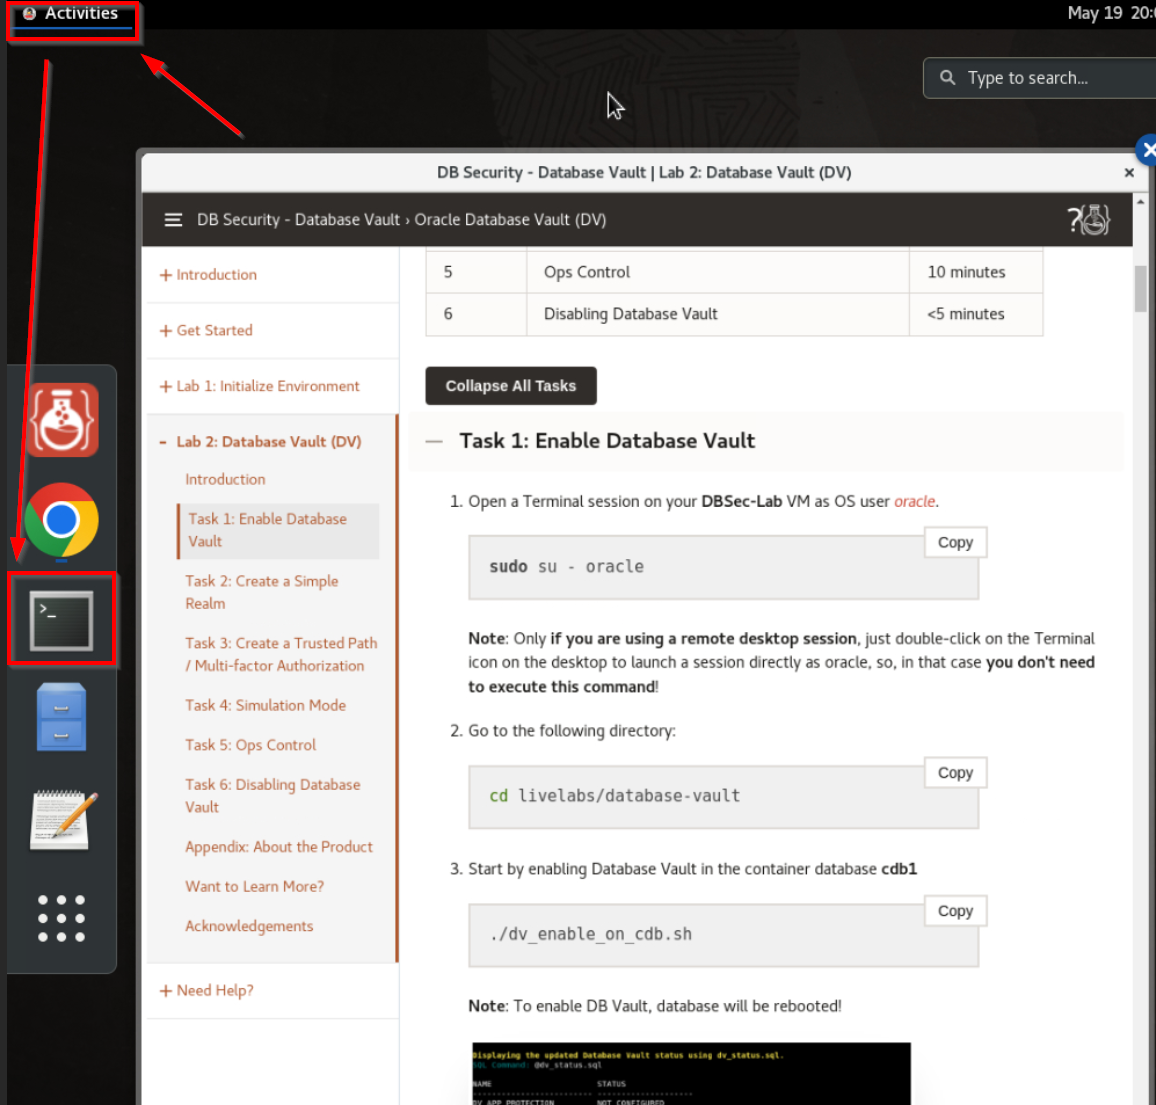 Activities
May 19 20:
Type to search...
DB Security - Database Vault | Lab 2: Database Vault (DV)
DB Security - Database Vault › Oracle Database Vault (DV)
+ Introduction
+ Get Started
+ Lab 1: Initialize Environment
- Lab 2: Database Vault (DV)
Introduction
Task 1: Enable Database
Vault
Task 2: Create a Simple
Realm
Task 3: Create a Trusted Path
/ Multi-factor Authorization
Task 4: Simulation Mode
Task 5: Ops Control
Task 6: Disabling Database
Vault
Appendix: About the Product
Want to Learn More?
Acknowledgements
+ Need Help?
5 Ops Control 10 minutes
6 Disabling Database Vault <5 minutes
Collapse All Tasks
— Task 1: Enable Database Vault
1. Open a Terminal session on your DBSec-Lab VM as OS user oracle.
Copy
sudo su - oracle
Note: Only if you are using a remote desktop session, just double-click on the Terminal
icon on the desktop to launch a session directly as oracle, so, in that case you don't need
to execute this command!
2. Go to the following directory:
Copy
cd livelabs/database-vault
3. Start by enabling Database Vault in the container database cdb1
Copy
./dv_enable_on_cdb.sh
Note: To enable DB Vault, database will be rebooted!
Displaying the updated Database Vault status using dv_status.sql.
SQL Command: @dv_status.sql
NAME STATUS
DV_APP_PROTECTION NOT CONFIGURED